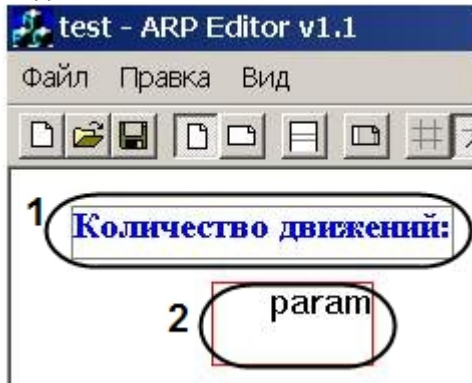 test - ARP Editor v1.1
Файл Правка Вид
1 Количество движений:
2 param